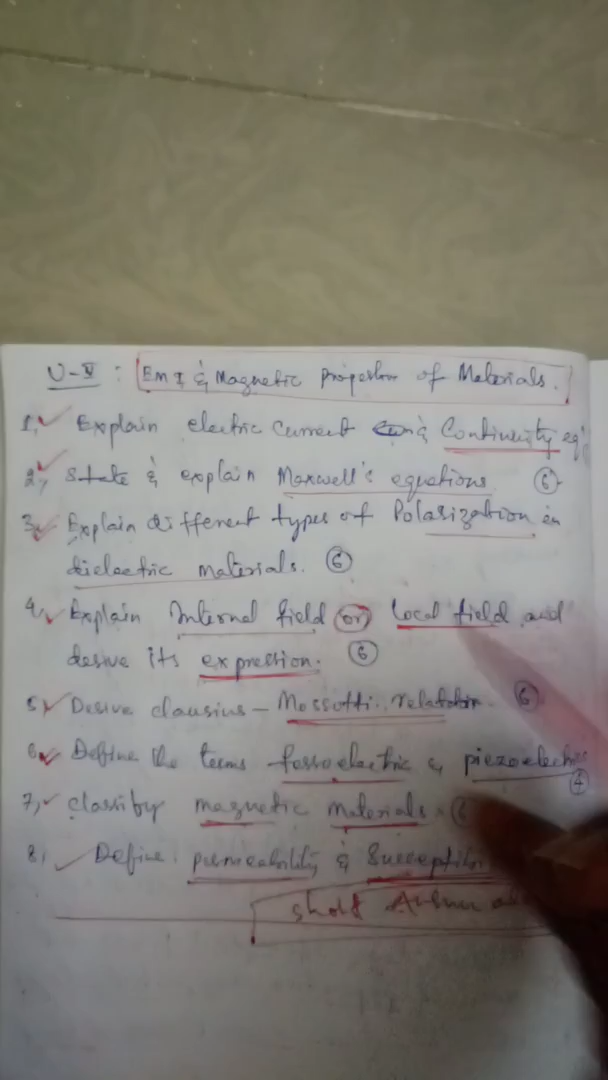 U-V : EMI & Magnetic Properties of Materials.
1, Explain electric current & Continuity eq
2, State & explain Maxwell's equations. 6
3, Explain different types of Polarization in
dielectric materials. 6
4, Explain Internal field or local field and
derive its expression. 6
5, Derive clausius - Mossotti relation. 6
6, Define the terms ferroelectric & piezoelectric
4
7, classify magnetic materials.
8, Define permeability &
short